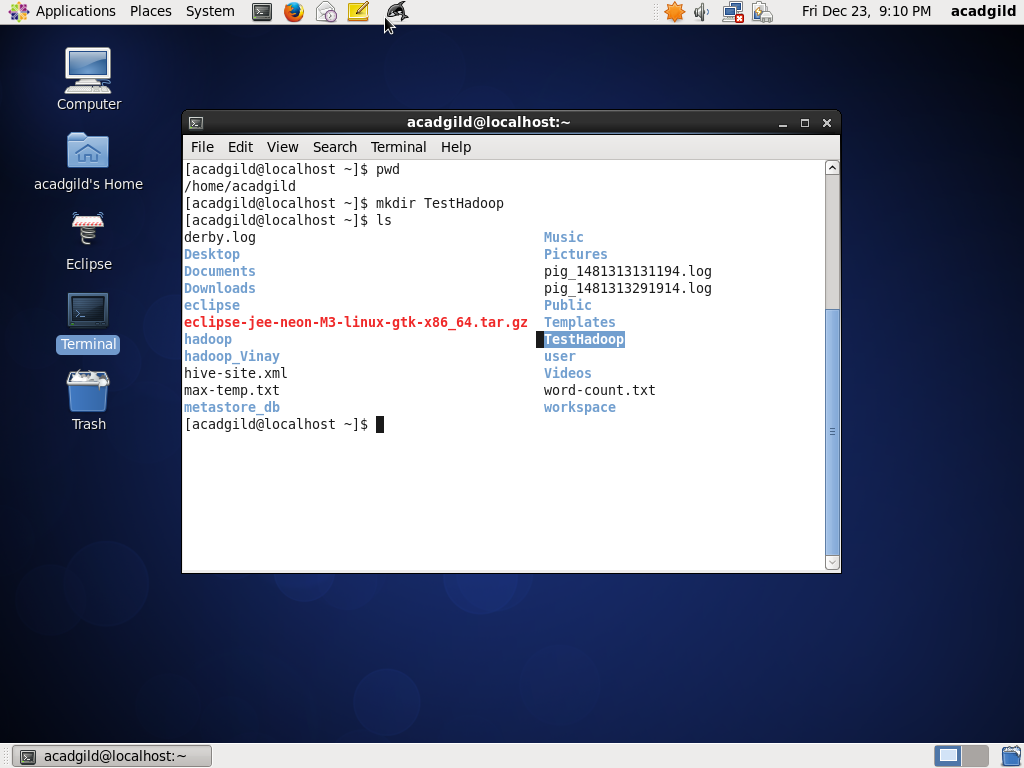 Applications Places System Fri Dec 23, 9:10 PM acadgild
Computer
acadgild's Home
Eclipse
Terminal
Trash
acadgild@localhost:~
File Edit View Search Terminal Help
[acadgild@localhost ~]$ pwd
/home/acadgild
[acadgild@localhost ~]$ mkdir TestHadoop
[acadgild@localhost ~]$ ls
derby.log Music
Desktop Pictures
Documents pig_1481313131194.log
Downloads pig_1481313291914.log
eclipse Public
eclipse-jee-neon-M3-linux-gtk-x86_64.tar.gz Templates
hadoop TestHadoop
hadoop_Vinay user
hive-site.xml Videos
max-temp.txt word-count.txt
metastore_db workspace
[acadgild@localhost ~]$
acadgild@localhost:~